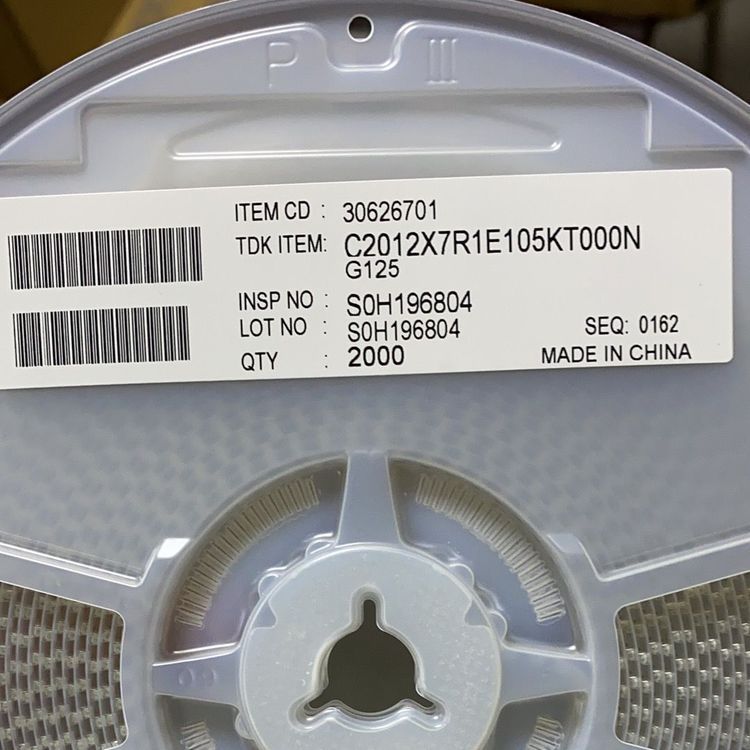 P III
ITEM CD : 30626701
TDK ITEM: C2012X7R1E105KT000N
G125
INSP NO : S0H196804
LOT NO : S0H196804 SEQ: 0162
QTY : 2000 MADE IN CHINA